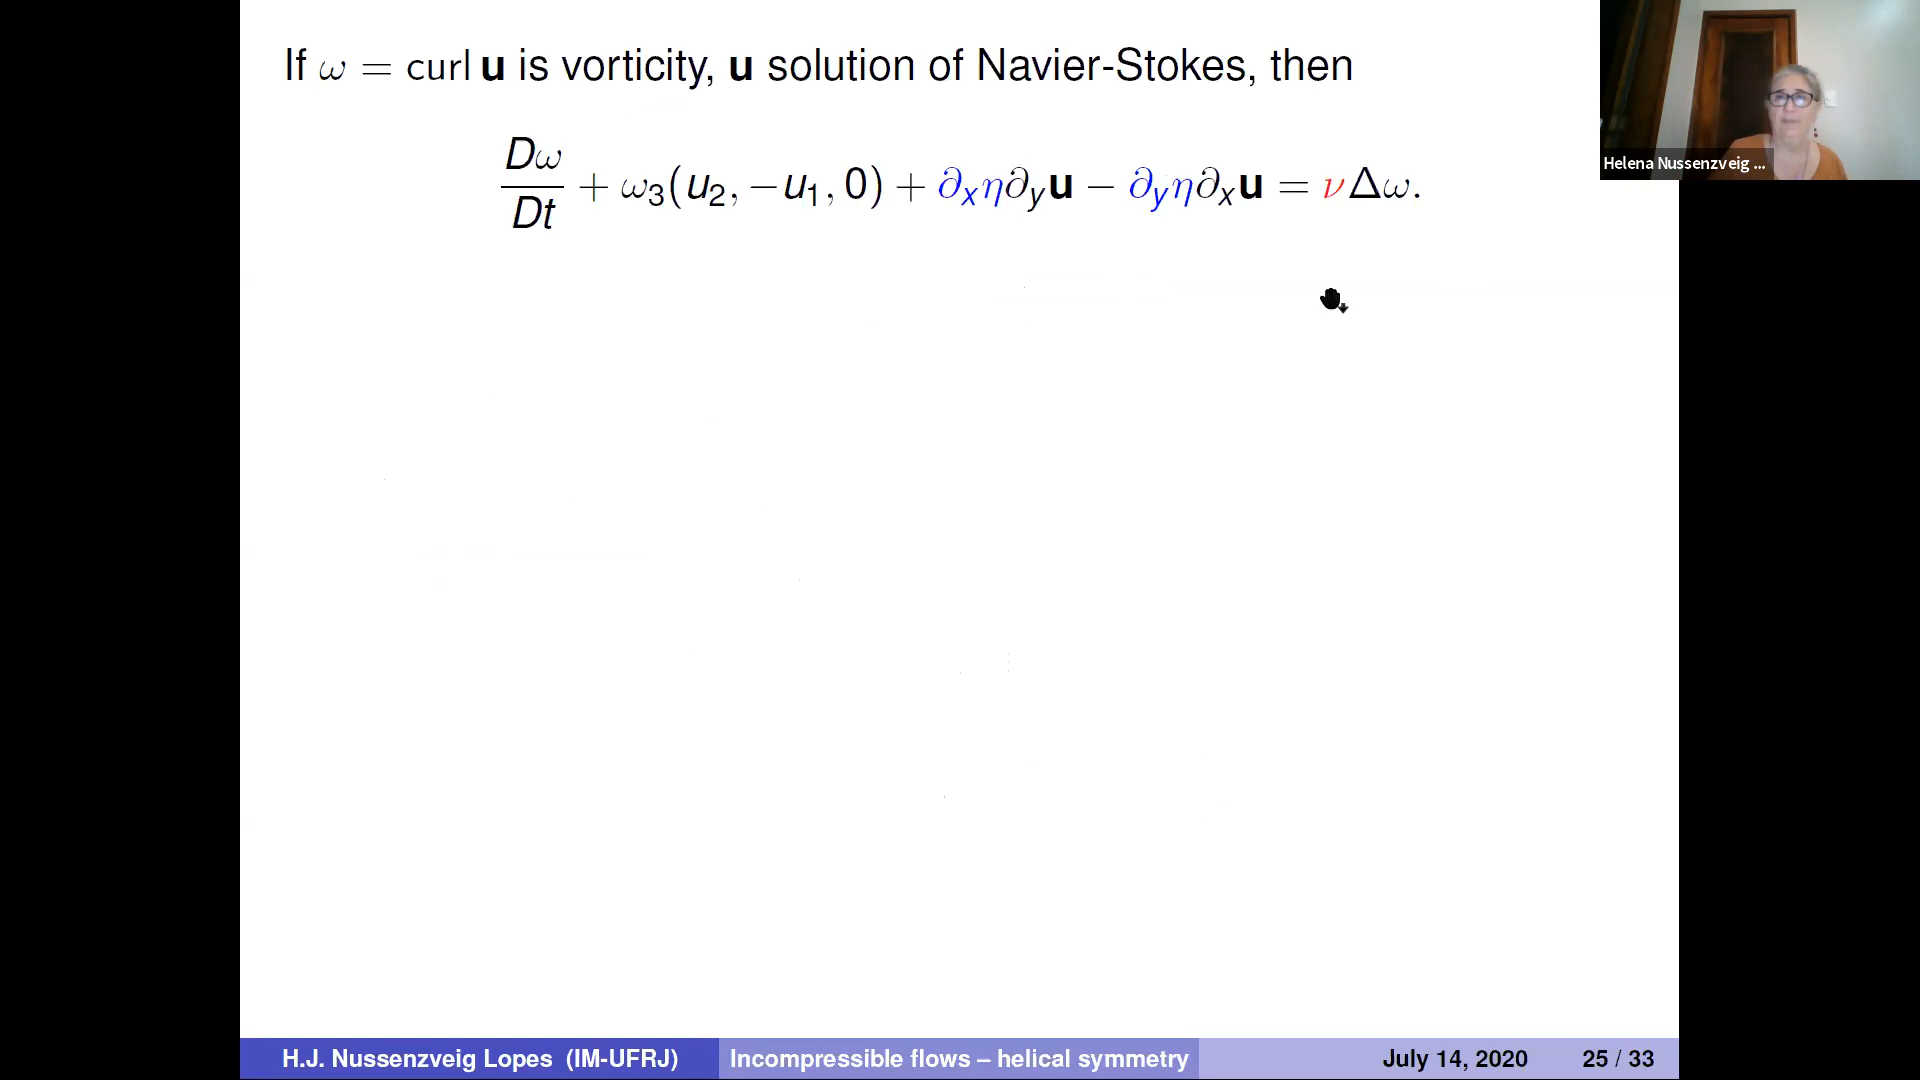 If ω = curl u is vorticity, u solution of Navier-Stokes, then
Dω/Dt + ω₃(u₂, −u₁, 0) + ∂ₓη∂ᵧu − ∂ᵧη∂ₓu = νΔω.
Helena Nussenzveig ...
H.J. Nussenzveig Lopes (IM-UFRJ) Incompressible flows – helical symmetry July 14, 2020 25 / 33